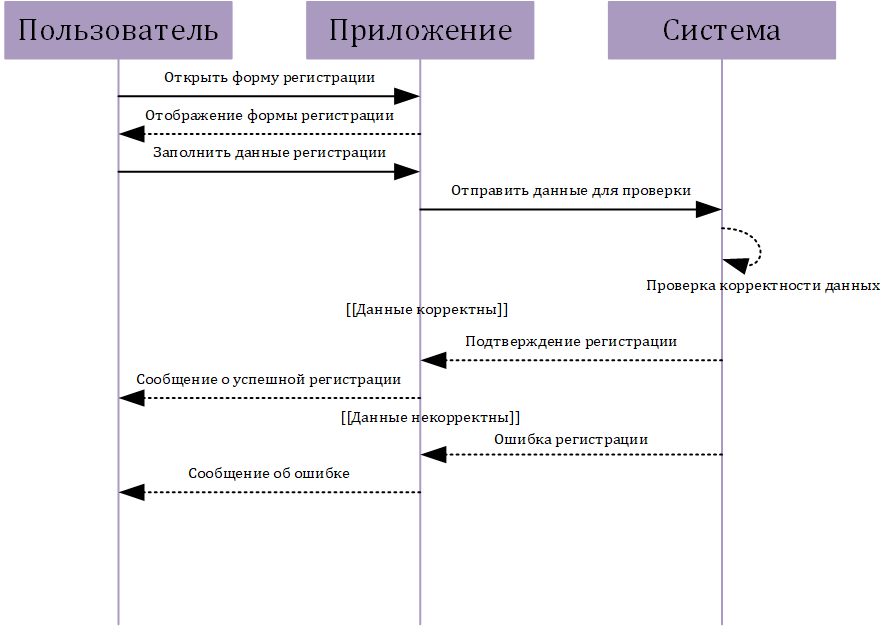 Пользователь
Приложение
Система
Открыть форму регистрации
Отображение формы регистрации
Заполнить данные регистрации
Отправить данные для проверки
Проверка корректности данных
[[Данные корректны]]
Подтверждение регистрации
Сообщение о успешной регистрации
[[Данные некорректны]]
Ошибка регистрации
Сообщение об ошибке